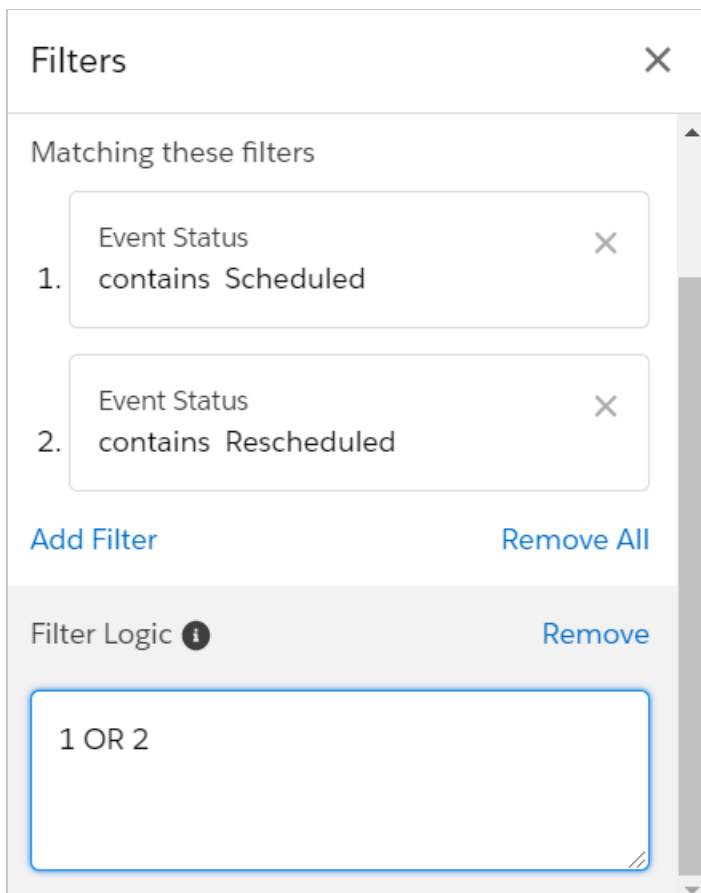 Filters
Matching these filters
Event Status
1. contains Scheduled
Event Status
2. contains Rescheduled
Add Filter Remove All
Filter Logic Remove
1 OR 2